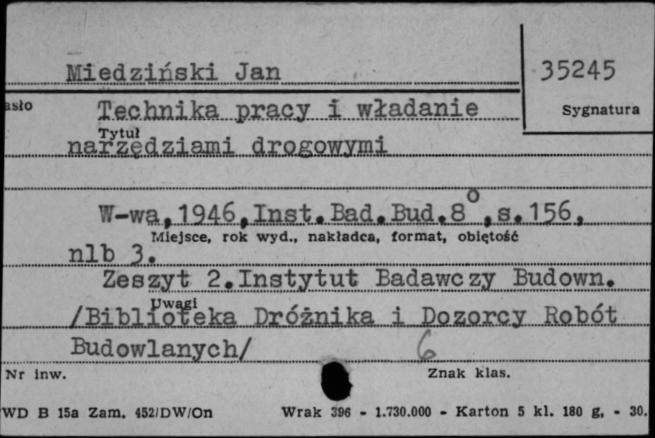 Miedziński Jan
35245
asło
Technika pracy i władanie
Sygnatura
Tytuł
narzędziami drogowymi
W-wa,1946,Inst.Bad.Bud.8°,s.156,
Miejsce, rok wyd., nakładca, format, obiętość
nlb 3.
Zeszyt 2.Instytut Badawczy Budown.
Uwagi
/Biblioteka Dróżnika i Dozorcy Robót
Budowlanych/
6
Nr inw.
Znak klas.
WD B 15a Zam. 452/DW/On
Wrak 396 - 1.730.000 - Karton 5 kl. 180 g. - 30.